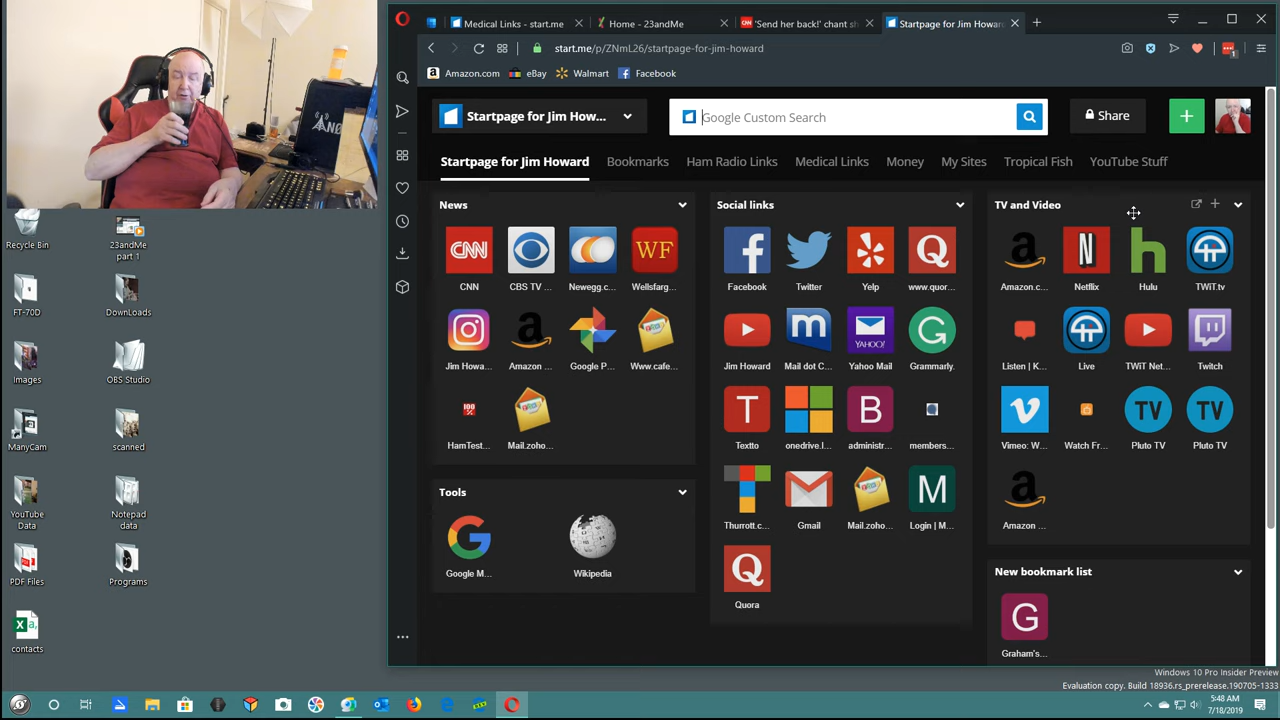 Medical Links - start.me
Home - 23andMe
CNN
'Send her back!' chant sh
Startpage for Jim Howar
start.me/p/ZNmL26/startpage-for-jim-howard
1
Amazon.com
eBay
Walmart
Facebook
Startpage for Jim How...
Google Custom Search
Share
Startpage for Jim Howard
Bookmarks
Ham Radio Links
Medical Links
Money
My Sites
Tropical Fish
YouTube Stuff
News
CNN
WF
CNN
CBS TV ...
Newegg.c...
Wellsfarg...
Jim Howa...
Amazon ...
Google P...
Www.cafe...
100
HamTest...
Mail.zoho...
Tools
Google M...
Wikipedia
Social links
Q
Facebook
Twitter
Yelp
www.quor...
YAHOO!
Jim Howard
Mail dot C...
Yahoo Mail
Grammarly.
T
B
Textto
onedrive.l...
administr...
members...
M
Thurrott.c...
Gmail
Mail.zoho...
Login | M...
Q
Quora
TV and Video
a
N
h
Amazon.c...
Netflix
Hulu
TWiT.tv
Listen | K...
Live
TWiT Net...
Twitch
TV
TV
Vimeo: W...
Watch Fr...
Pluto TV
Pluto TV
a
Amazon ...
New bookmark list
G
Graham's...
Recycle Bin
23andMe
part 1
FT-70D
DownLoads
Images
OBS Studio
ManyCam
scanned
YouTube
Data
Notepad
data
PDF Files
Programs
contacts
Windows 10 Pro Insider Preview
Evaluation copy. Build 18936.rs_prerelease.190705-1333
5:48 AM
7/18/2019